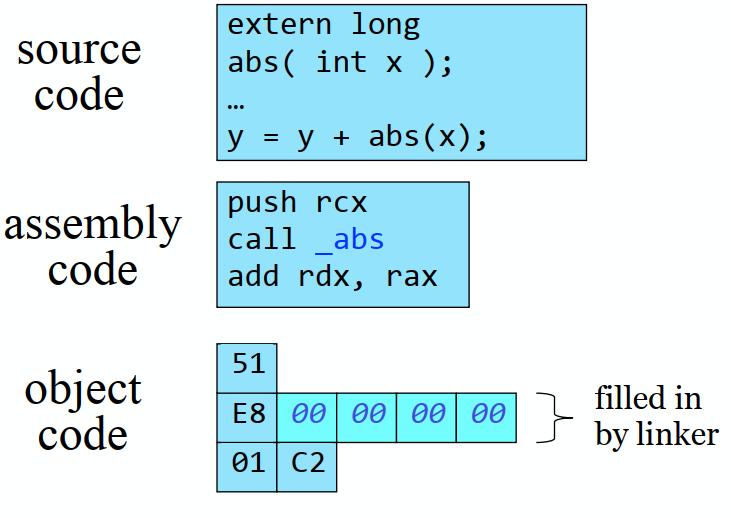 source
code
extern long
abs( int x );
…
y = y + abs(x);
assembly
code
push rcx
call _abs
add rdx, rax
object
code
51
E8 00 00 00 00
01 C2
filled in
by linker